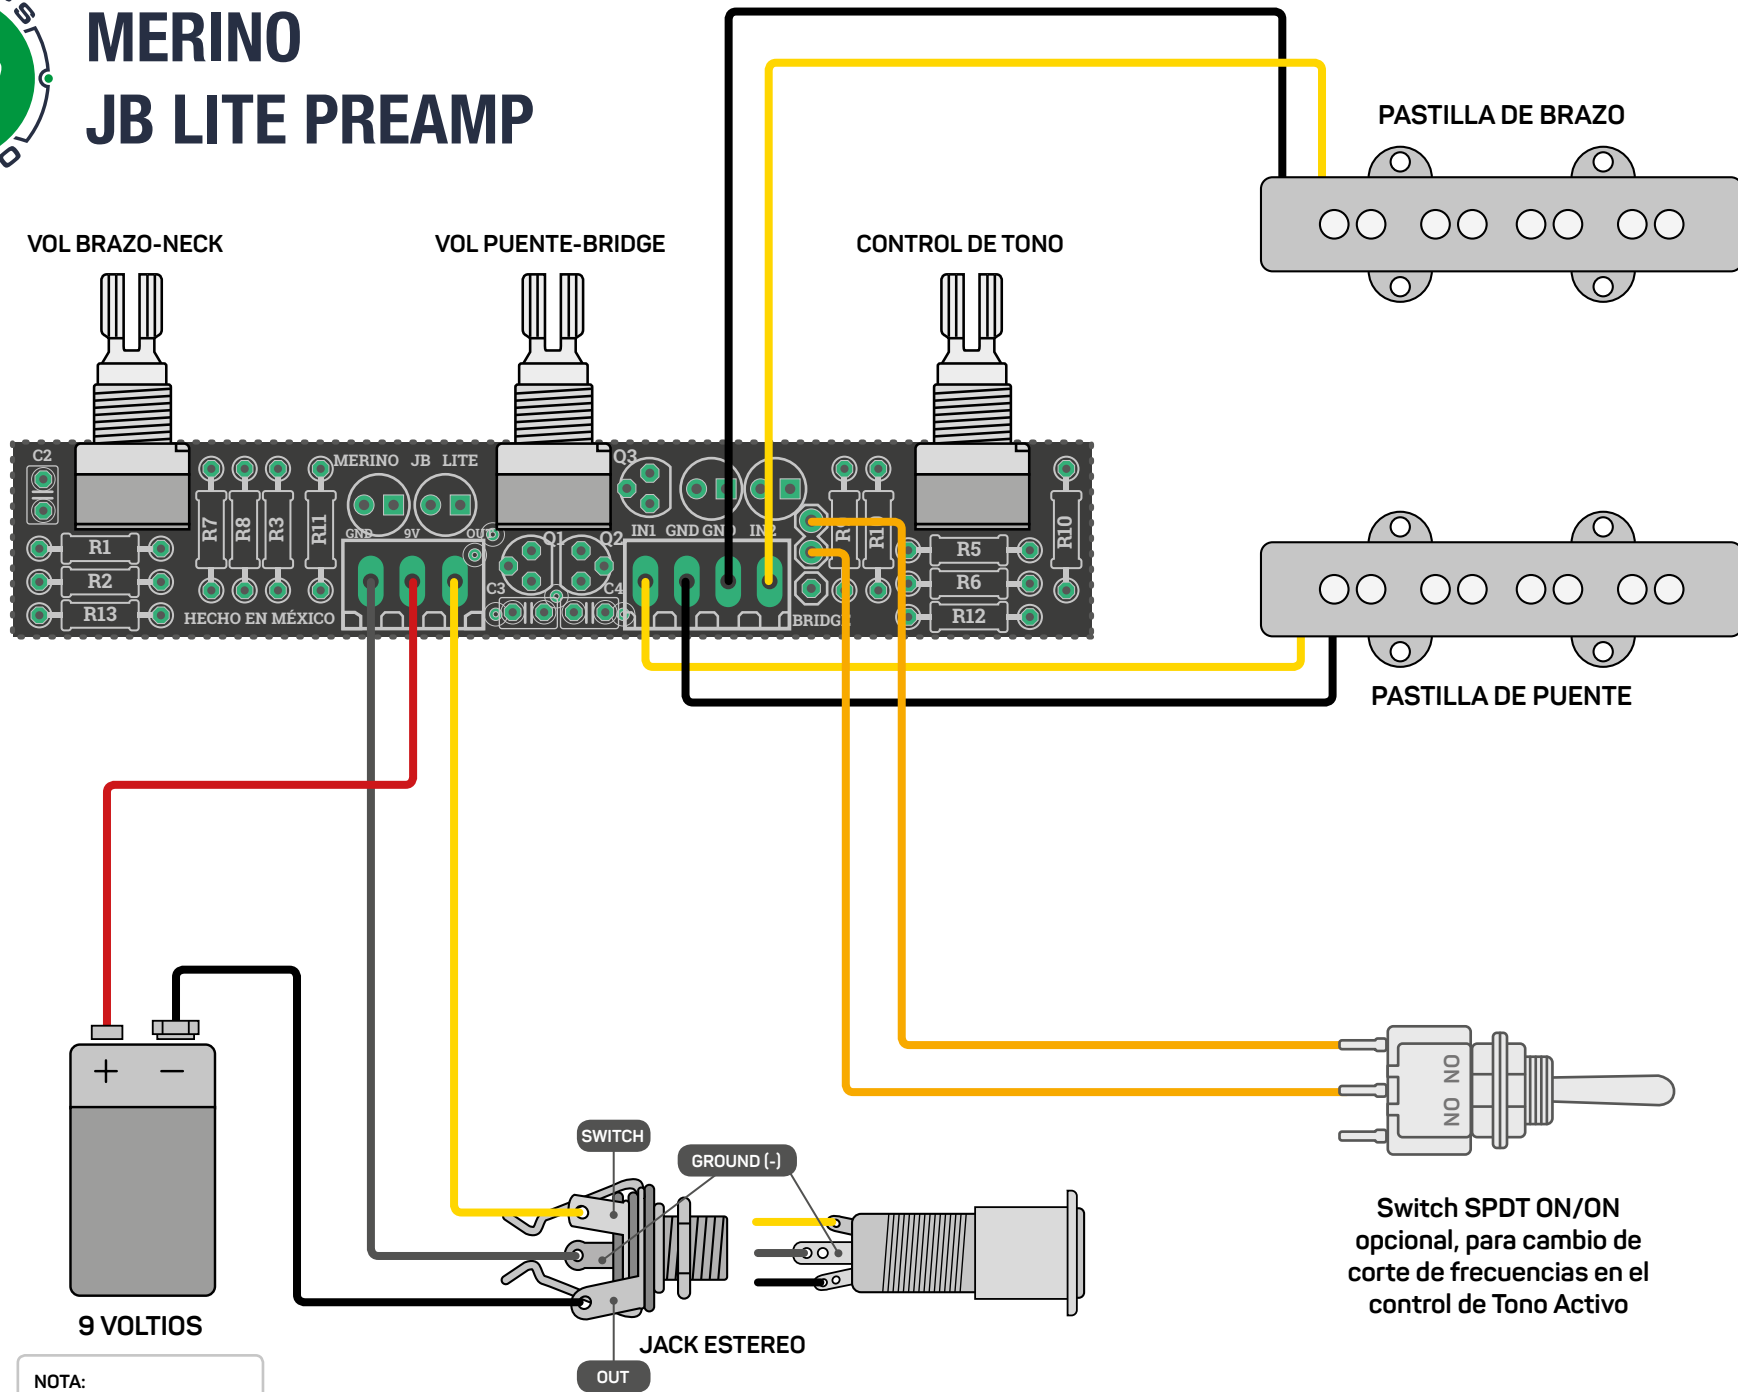 MERINO
JB LITE PREAMP
PASTILLA DE BRAZO
VOL BRAZO-NECK
VOL PUENTE-BRIDGE
CONTROL DE TONO
C2
MERINO JB LITE
Q3
R7
R8
R3
R11
R10
GND
9V
OUT
Q1
Q2
IN1
GND
GND
IN2
R1
R2
R13
R5
R6
R12
C3
C4
HECHO EN MÉXICO
BRIDGE
PASTILLA DE PUENTE
+
−
9 VOLTIOS
SWITCH
GROUND (-)
OUT
JACK ESTEREO
ON ON
Switch SPDT ON/ON
opcional, para cambio de
corte de frecuencias en el
control de Tono Activo
NOTA: